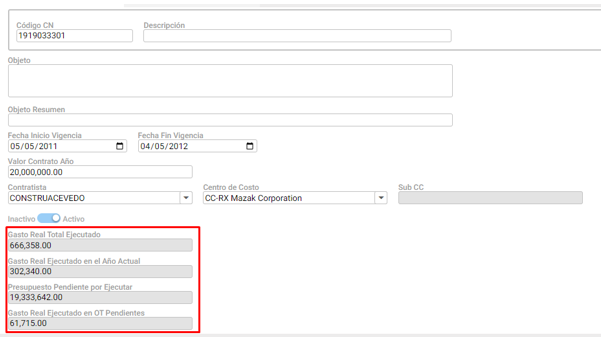 Código CN
Descripción
1919033301
Objeto
Objeto Resumen
Fecha Inicio Vigencia
Fecha Fin Vigencia
05/05/2011
04/05/2012
Valor Contrato Año
20,000,000.00
Contratista
Centro de Costo
Sub CC
CONSTRUACEVEDO
CC-RX Mazak Corporation
Inactivo Activo
Gasto Real Total Ejecutado
666,358.00
Gasto Real Ejecutado en el Año Actual
302,340.00
Presupuesto Pendiente por Ejecutar
19,333,642.00
Gasto Real Ejecutado en OT Pendientes
61,715.00